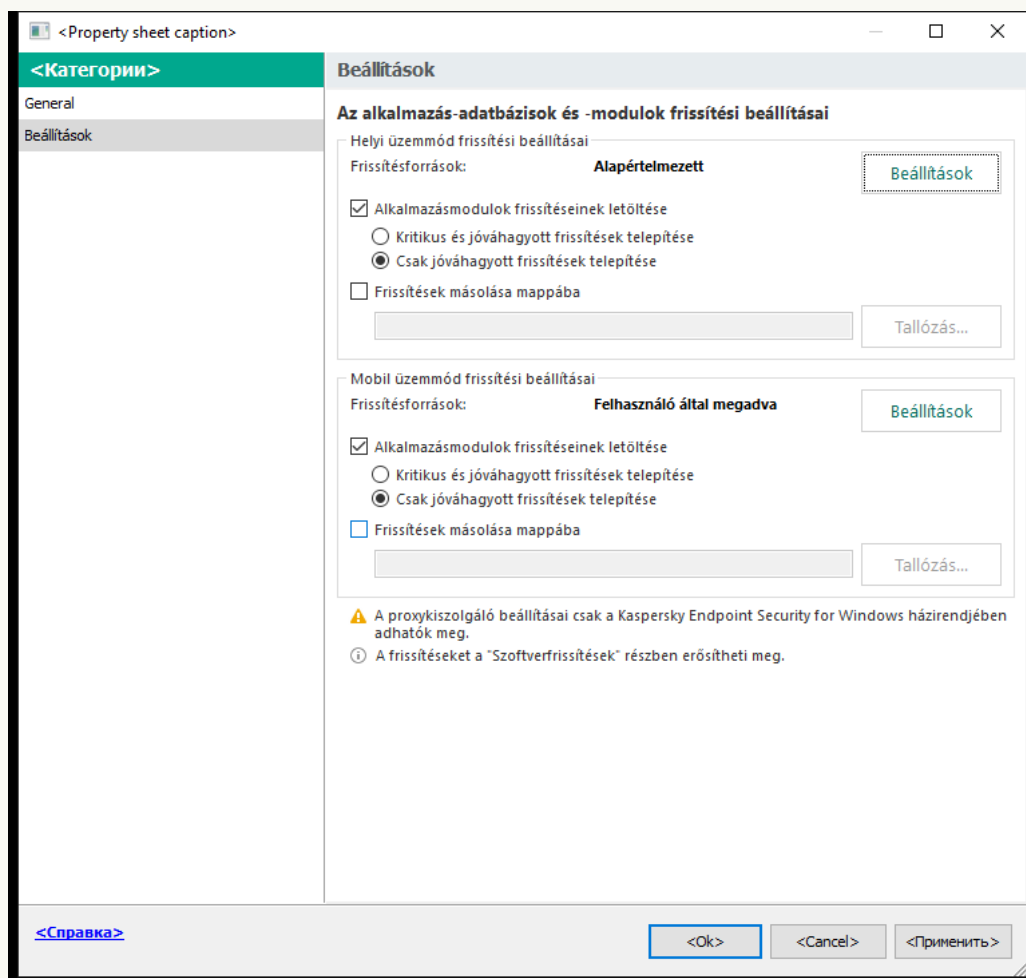 <Property sheet caption>
<Категории>
General
Beállítások
Beállítások
Az alkalmazás-adatbázisok és -modulok frissítési beállításai
Helyi üzemmód frissítési beállításai
Frissítésforrások: Alapértelmezett
Beállítások
Alkalmazásmodulok frissítéseinek letöltése
Kritikus és jóváhagyott frissítések telepítése
Csak jóváhagyott frissítések telepítése
Frissítések másolása mappába
Tallózás...
Mobil üzemmód frissítési beállításai
Frissítésforrások: Felhasználó által megadva
Beállítások
Alkalmazásmodulok frissítéseinek letöltése
Kritikus és jóváhagyott frissítések telepítése
Csak jóváhagyott frissítések telepítése
Frissítések másolása mappába
Tallózás...
A proxykiszolgáló beállításai csak a Kaspersky Endpoint Security for Windows házirendjében
adhatók meg.
A frissítéseket a "Szoftverfrissítések" részben erősítheti meg.
<Справка>
<Ok> <Cancel> <Применить>